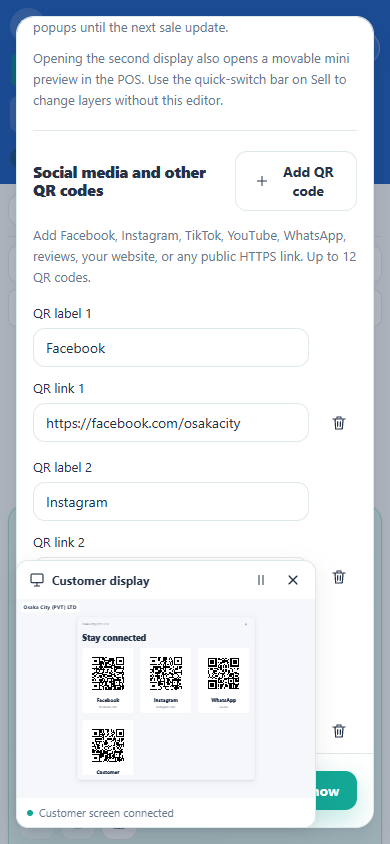 popups until the next sale update.
Opening the second display also opens a movable mini
preview in the POS. Use the quick-switch bar on Sell to
change layers without this editor.
Social media and other
QR codes
Add QR
code
Add Facebook, Instagram, TikTok, YouTube, WhatsApp,
reviews, your website, or any public HTTPS link. Up to 12
QR codes.
QR label 1
Facebook
QR link 1
https://facebook.com/osakacity
QR label 2
Instagram
QR link 2
Customer display
Osaka City (PVT) LTD
Stay connected
Facebook
Instagram
WhatsApp
Customer
Customer screen connected
now